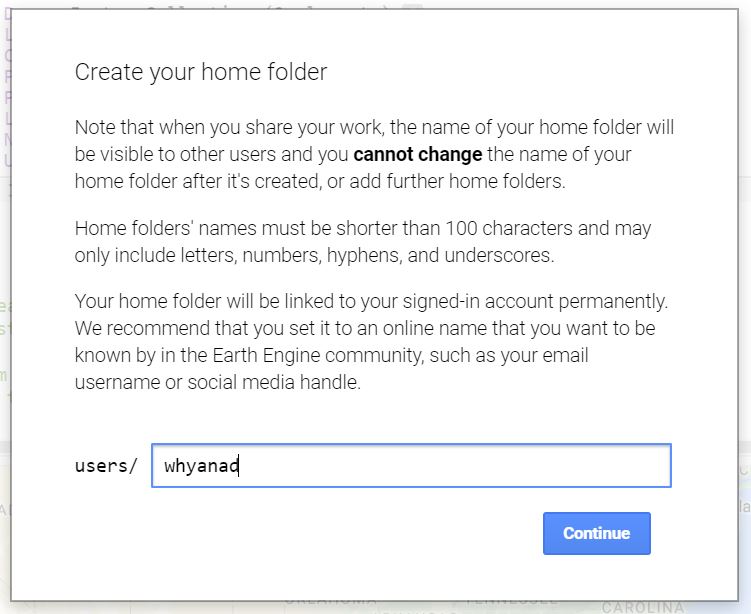 Create your home folder
Note that when you share your work, the name of your home folder will
be visible to other users and you cannot change the name of your
home folder after it's created, or add further home folders.
Home folders' names must be shorter than 100 characters and may
only include letters, numbers, hyphens, and underscores.
Your home folder will be linked to your signed-in account permanently.
We recommend that you set it to an online name that you want to be
known by in the Earth Engine community, such as your email
username or social media handle.
users/ whyanad
Continue
CAROLINA